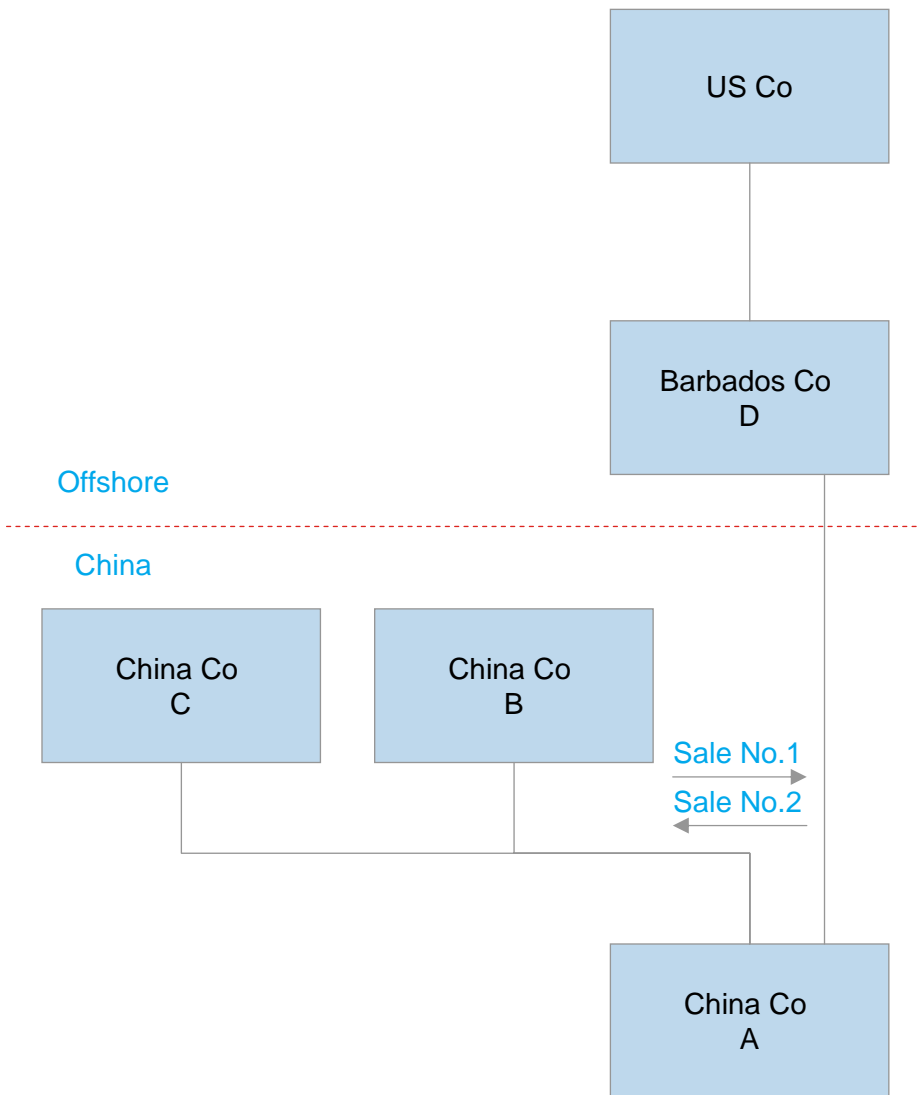 US Co
Barbados Co
D
Offshore
China
China Co
C
China Co
B
Sale No.1
Sale No.2
China Co
A